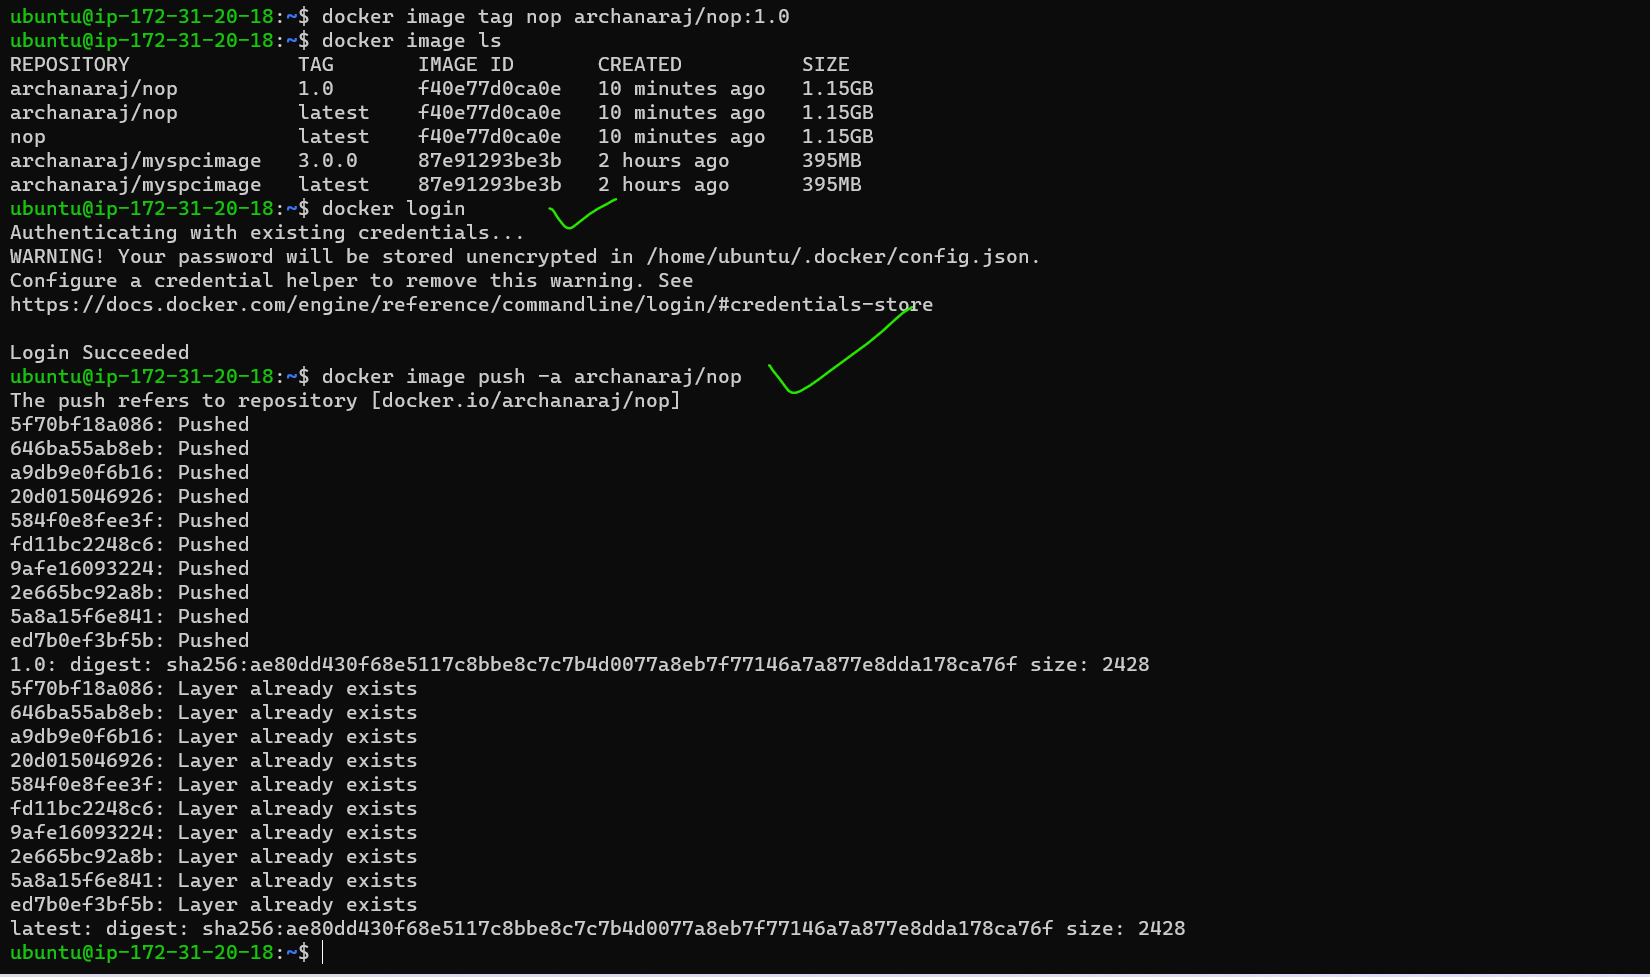 ubuntu@ip-172-31-20-18:~$ docker image tag nop archanaraj/nop:1.0
ubuntu@ip-172-31-20-18:~$ docker image ls
REPOSITORY              TAG       IMAGE ID       CREATED          SIZE
archanaraj/nop          1.0       f40e77d0ca0e   10 minutes ago   1.15GB
archanaraj/nop          latest    f40e77d0ca0e   10 minutes ago   1.15GB
nop                     latest    f40e77d0ca0e   10 minutes ago   1.15GB
archanaraj/myspcimage   3.0.0     87e91293be3b   2 hours ago      395MB
archanaraj/myspcimage   latest    87e91293be3b   2 hours ago      395MB
ubuntu@ip-172-31-20-18:~$ docker login
Authenticating with existing credentials...
WARNING! Your password will be stored unencrypted in /home/ubuntu/.docker/config.json.
Configure a credential helper to remove this warning. See
https://docs.docker.com/engine/reference/commandline/login/#credentials-store
Login Succeeded
ubuntu@ip-172-31-20-18:~$ docker image push -a archanaraj/nop
The push refers to repository [docker.io/archanaraj/nop]
5f70bf18a086: Pushed
646ba55ab8eb: Pushed
a9db9e0f6b16: Pushed
20d015046926: Pushed
584f0e8fee3f: Pushed
fd11bc2248c6: Pushed
9afe16093224: Pushed
2e665bc92a8b: Pushed
5a8a15f6e841: Pushed
ed7b0ef3bf5b: Pushed
1.0: digest: sha256:ae80dd430f68e5117c8bbe8c7c7b4d0077a8eb7f77146a7a877e8dda178ca76f size: 2428
5f70bf18a086: Layer already exists
646ba55ab8eb: Layer already exists
a9db9e0f6b16: Layer already exists
20d015046926: Layer already exists
584f0e8fee3f: Layer already exists
fd11bc2248c6: Layer already exists
9afe16093224: Layer already exists
2e665bc92a8b: Layer already exists
5a8a15f6e841: Layer already exists
ed7b0ef3bf5b: Layer already exists
latest: digest: sha256:ae80dd430f68e5117c8bbe8c7c7b4d0077a8eb7f77146a7a877e8dda178ca76f size: 2428
ubuntu@ip-172-31-20-18:~$